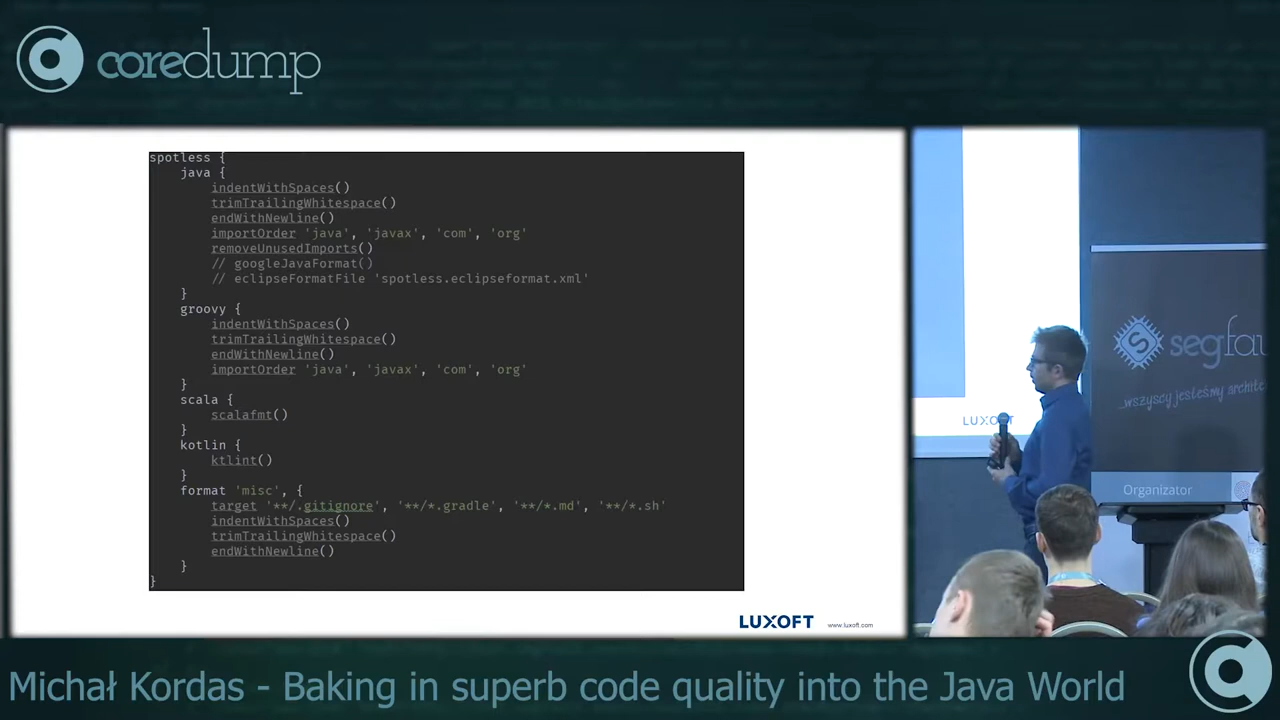 coredump
spotless {
java {
indentWithSpaces()
trimTrailingWhitespace()
endWithNewline()
importOrder 'java', 'javax', 'com', 'org'
removeUnusedImports()
// googleJavaFormat()
// eclipseFormatFile 'spotless.eclipseformat.xml'
}
groovy {
indentWithSpaces()
trimTrailingWhitespace()
endWithNewline()
importOrder 'java', 'javax', 'com', 'org'
}
scala {
scalafmt()
}
kotlin {
ktlint()
}
format 'misc', {
target '**/.gitignore', '**/*.gradle', '**/*.md', '**/*.sh'
indentWithSpaces()
trimTrailingWhitespace()
endWithNewline()
}
}
LUXOFT www.luxoft.com
LUXOFT
S segfau
...wszyscy jesteśmy archite
Organizator
Michał Kordas - Baking in superb code quality into the Java World